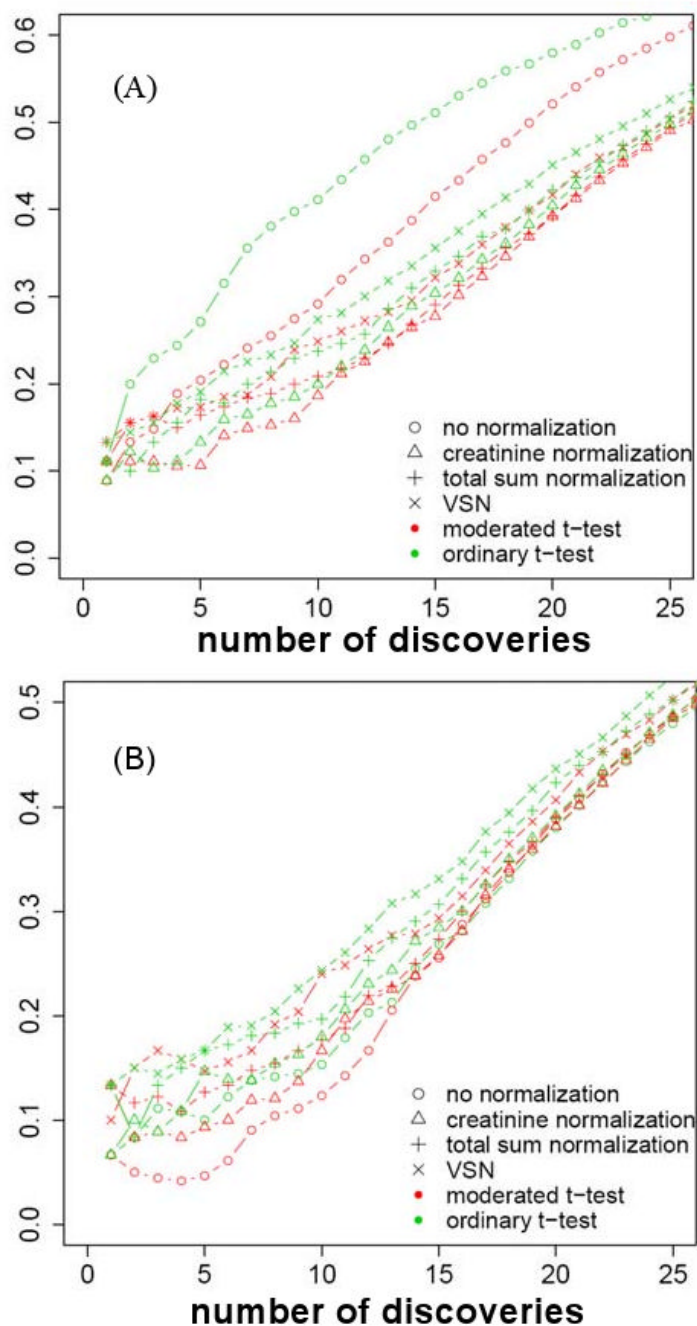 0.6
0.5
0.4
0.3
0.2
0.1
0.0
(A)
no normalization
creatinine normalization
total sum normalization
VSN
moderated t-test
ordinary t-test
0 5 10 15 20 25
number of discoveries
0.5
0.4
0.3
0.2
0.1
0.0
(B)
no normalization
creatinine normalization
total sum normalization
VSN
moderated t-test
ordinary t-test
0 5 10 15 20 25
number of discoveries